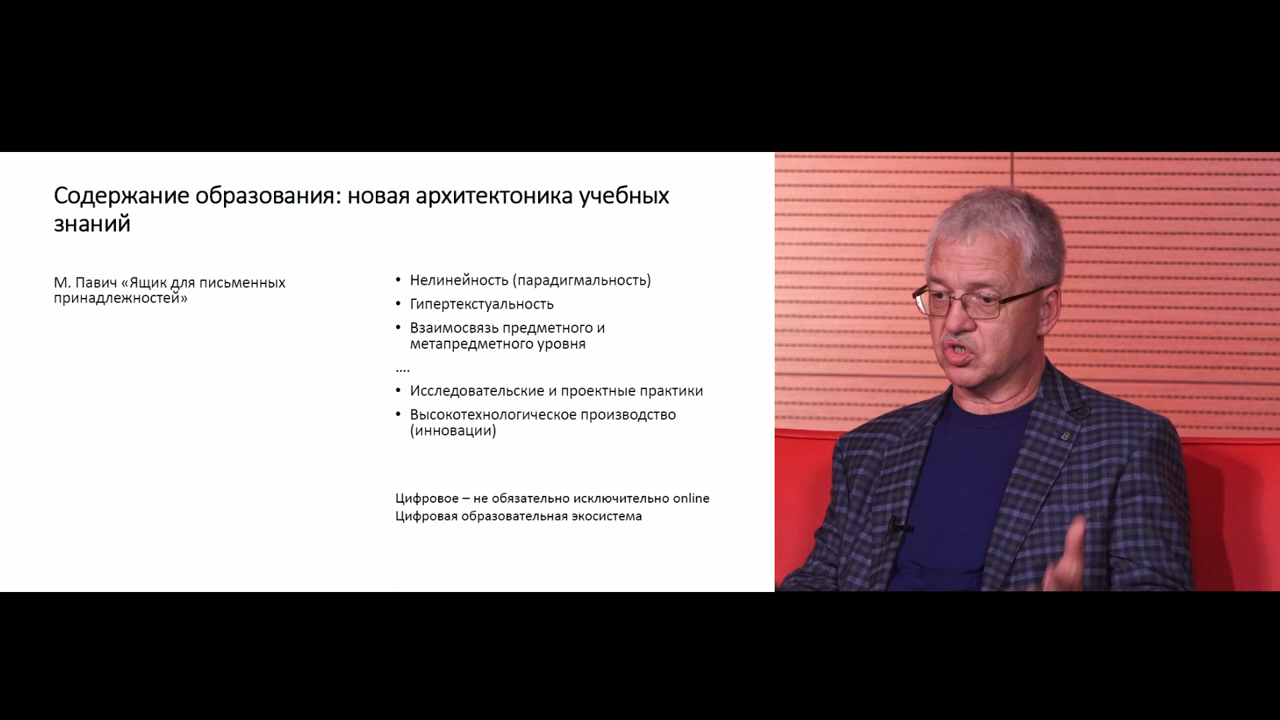 Содержание образования: новая архитектоника учебных
знаний
М. Павич «Ящик для письменных
принадлежностей»
• Нелинейность (парадигмальность)
• Гипертекстуальность
• Взаимосвязь предметного и
метапредметного уровня
....
• Исследовательские и проектные практики
• Высокотехнологическое производство
(инновации)
Цифровое – не обязательно исключительно online
Цифровая образовательная экосистема